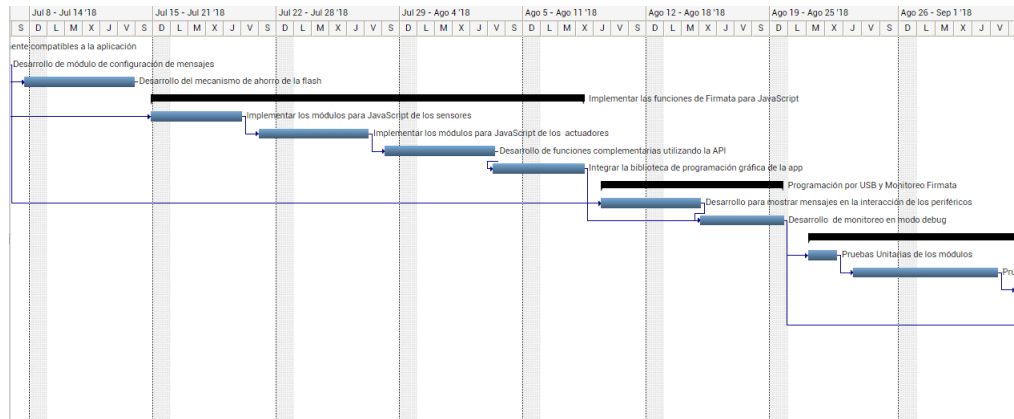 Jul 8 - Jul 14 '18 Jul 15 - Jul 21 '18 Jul 22 - Jul 28 '18 Jul 29 - Ago 4 '18 Ago 5 - Ago 11 '18 Ago 12 - Ago 18 '18 Ago 19 - Ago 25 '18 Ago 26 - Sep 1 '18
S D L M X J V S D L M X J V S D L M X J V S D L M X J V S D L M X J V S D L M X J V S D L M X J V S D L M X J V
ente compatibles a la aplicación
Desarrollo de módulo de configuración de mensajes
Desarrollo del mecanismo de ahorro de la flash
Implementar las funciones de Firmata para JavaScript
Implementar los módulos para JavaScript de los sensores
Implementar los módulos para JavaScript de los actuadores
Desarrollo de funciones complementarias utilizando la API
Integrar la biblioteca de programación gráfica de la app
Programación por USB y Monitoreo Firmata
Desarrollo para mostrar mensajes en la interacción de los periféricos
Desarrollo de monitoreo en modo debug
Pruebas Unitarias de los módulos
Pru